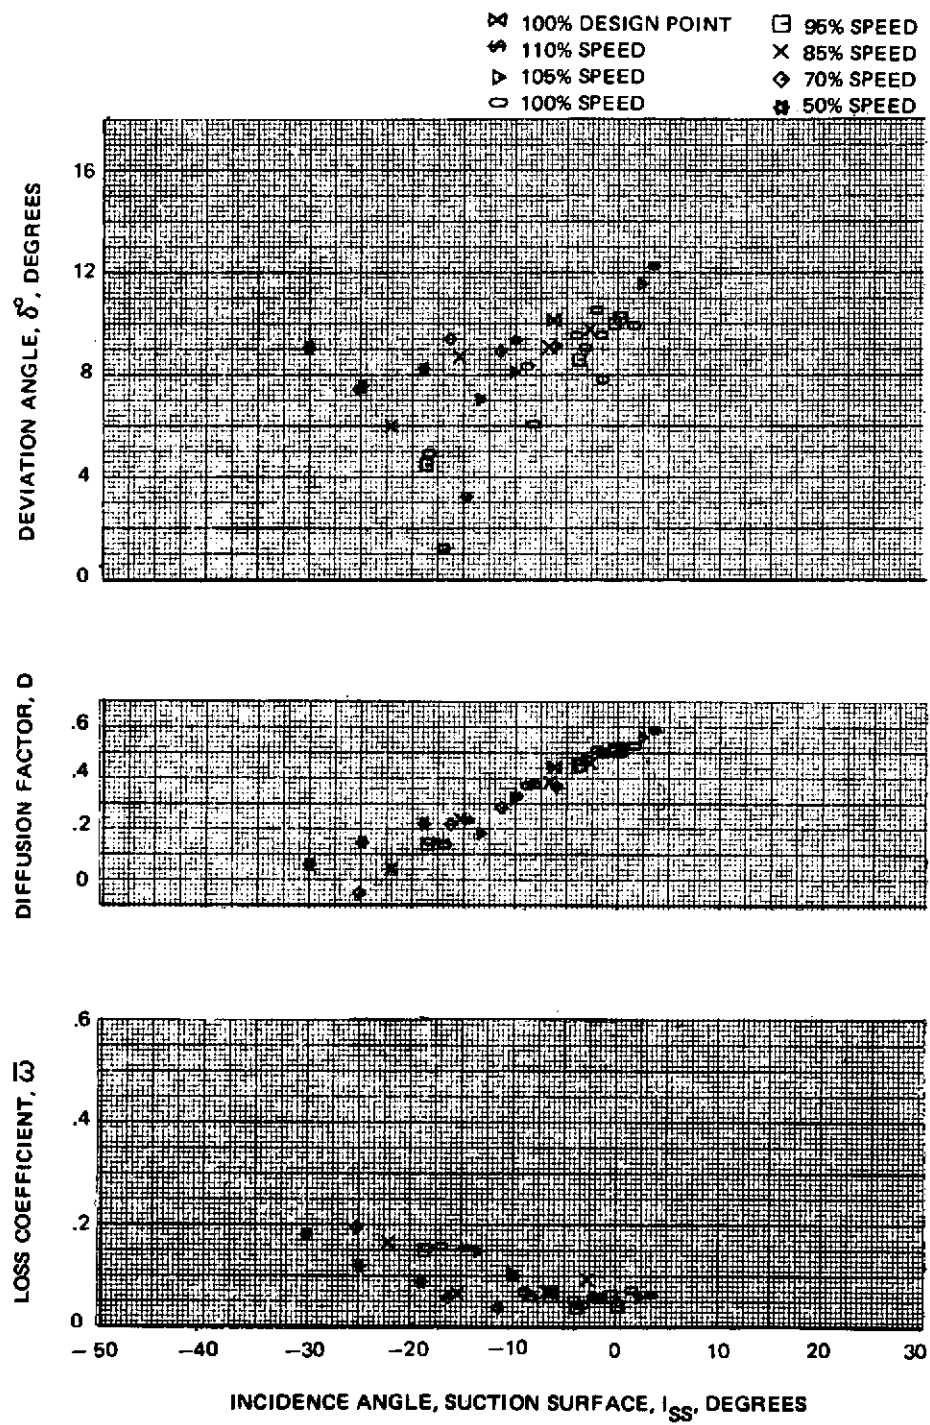 100% DESIGN POINT
110% SPEED
105% SPEED
100% SPEED
95% SPEED
85% SPEED
70% SPEED
50% SPEED
DEVIATION ANGLE, δ°, DEGREES
16
12
8
4
0
DIFFUSION FACTOR, D
.6
.4
.2
0
LOSS COEFFICIENT, ω̅
.6
.4
.2
0
−50 −40 −30 −20 −10 0 10 20 30
INCIDENCE ANGLE, SUCTION SURFACE, ISS, DEGREES